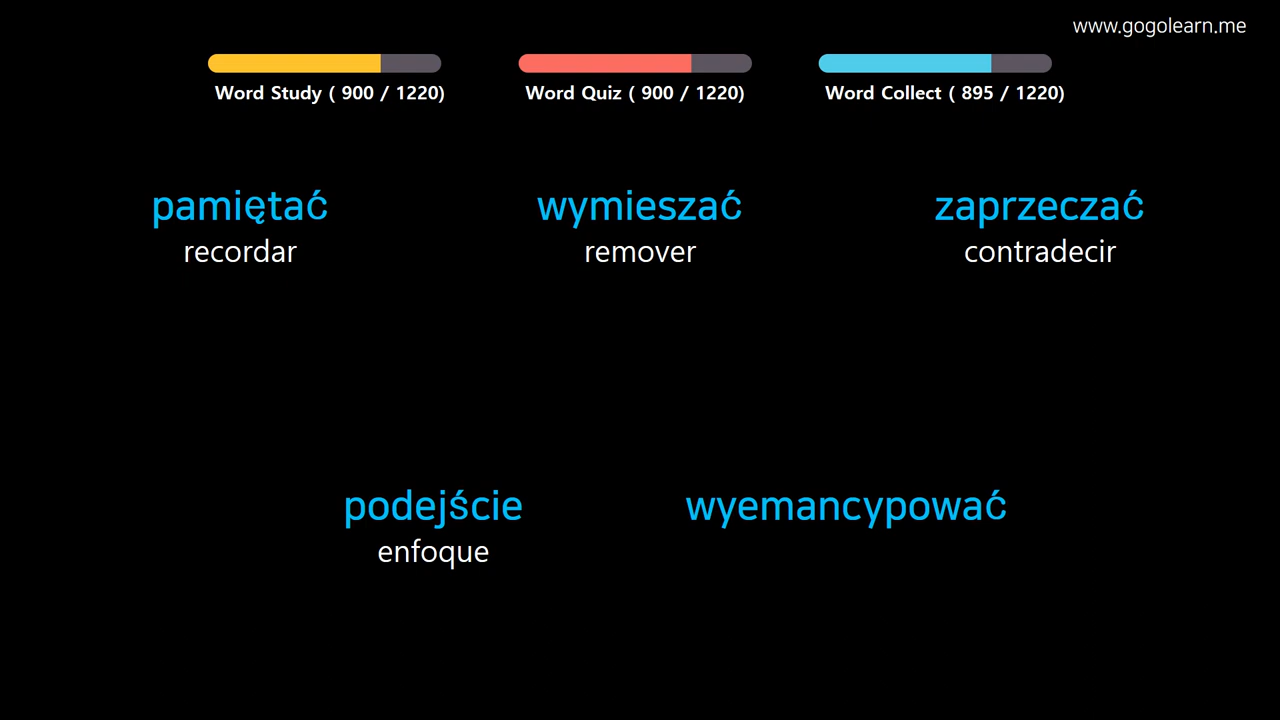 www.gogolearn.me
Word Study ( 900 / 1220)
Word Quiz ( 900 / 1220)
Word Collect ( 895 / 1220)
pamiętać
recordar
wymieszać
remover
zaprzeczać
contradecir
podejście
enfoque
wyemancypować